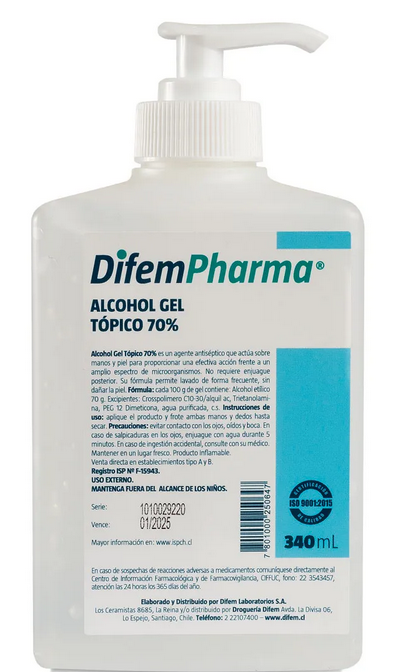 DifemPharma®
ALCOHOL GEL
TÓPICO 70%
Alcohol Gel Tópico 70% es un agente antiséptico que actúa sobre
manos y piel para proporcionar una efectiva acción frente a un
amplio espectro de microorganismos. No requiere enjuague
posterior. Su fórmula permite lavado de forma frecuente, sin
dañar la piel. Fórmula: cada 100 g de gel contiene: Alcohol etílico
70 g. Excipientes: Crosspolimero C10-30/alquil ac, Trietanolami-
na, PEG 12 Dimeticona, agua purificada, c.s. Instrucciones de
uso: aplique el producto y frote ambas manos y dedos hasta
secar. Precauciones: evitar contacto con los ojos, oídos y boca. En
caso de salpicaduras en los ojos, enjuague con agua durante 5
minutos. En caso de ingestión accidental, consulte con su médico.
Mantener en un lugar fresco. Producto Inflamable.
Venta directa en establecimientos tipo A y B.
Registro ISP Nº F-15943.
USO EXTERNO.
MANTENGA FUERA DEL ALCANCE DE LOS NIÑOS.
Serie: 1010029220
Vence: 01/2025
Mayor información en: www.ispch.cl
7 801000 250647
CERTIFICACIÓN
ISO 9001:2015
DE CALIDAD
340 mL
En caso de sospechas de reacciones adversas a medicamentos comuníquese directamente al
Centro de Información Farmacológica y de Farmacovigilancia, CIFFUC, fono: 22 3543457,
atención las 24 horas los 365 días del año.
Elaborado y Distribuido por Difem Laboratorios S.A.
Los Ceramistas 8685, La Reina y/o distribuido por Droguería Difem Avda. La Divisa 06,
Lo Espejo, Santiago, Chile. Teléfono: 2 22107400 – www.difem.cl